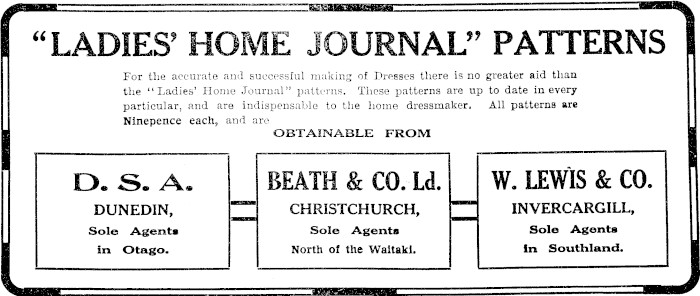 “LADIES’ HOME JOURNAL” PATTERNS
For the accurate and successful making of Dresses there is no greater aid than
the “Ladies’ Home Journal” patterns. These patterns are up to date in every
particular, and are indispensable to the home dressmaker. All patterns are
Ninepence each, and are
OBTAINABLE FROM
D. S. A.
DUNEDIN,
Sole Agents
in Otago.
BEATH & CO. Ld.
CHRISTCHURCH,
Sole Agents
North of the Waitaki.
W. LEWIS & CO.
INVERCARGILL,
Sole Agents
in Southland.